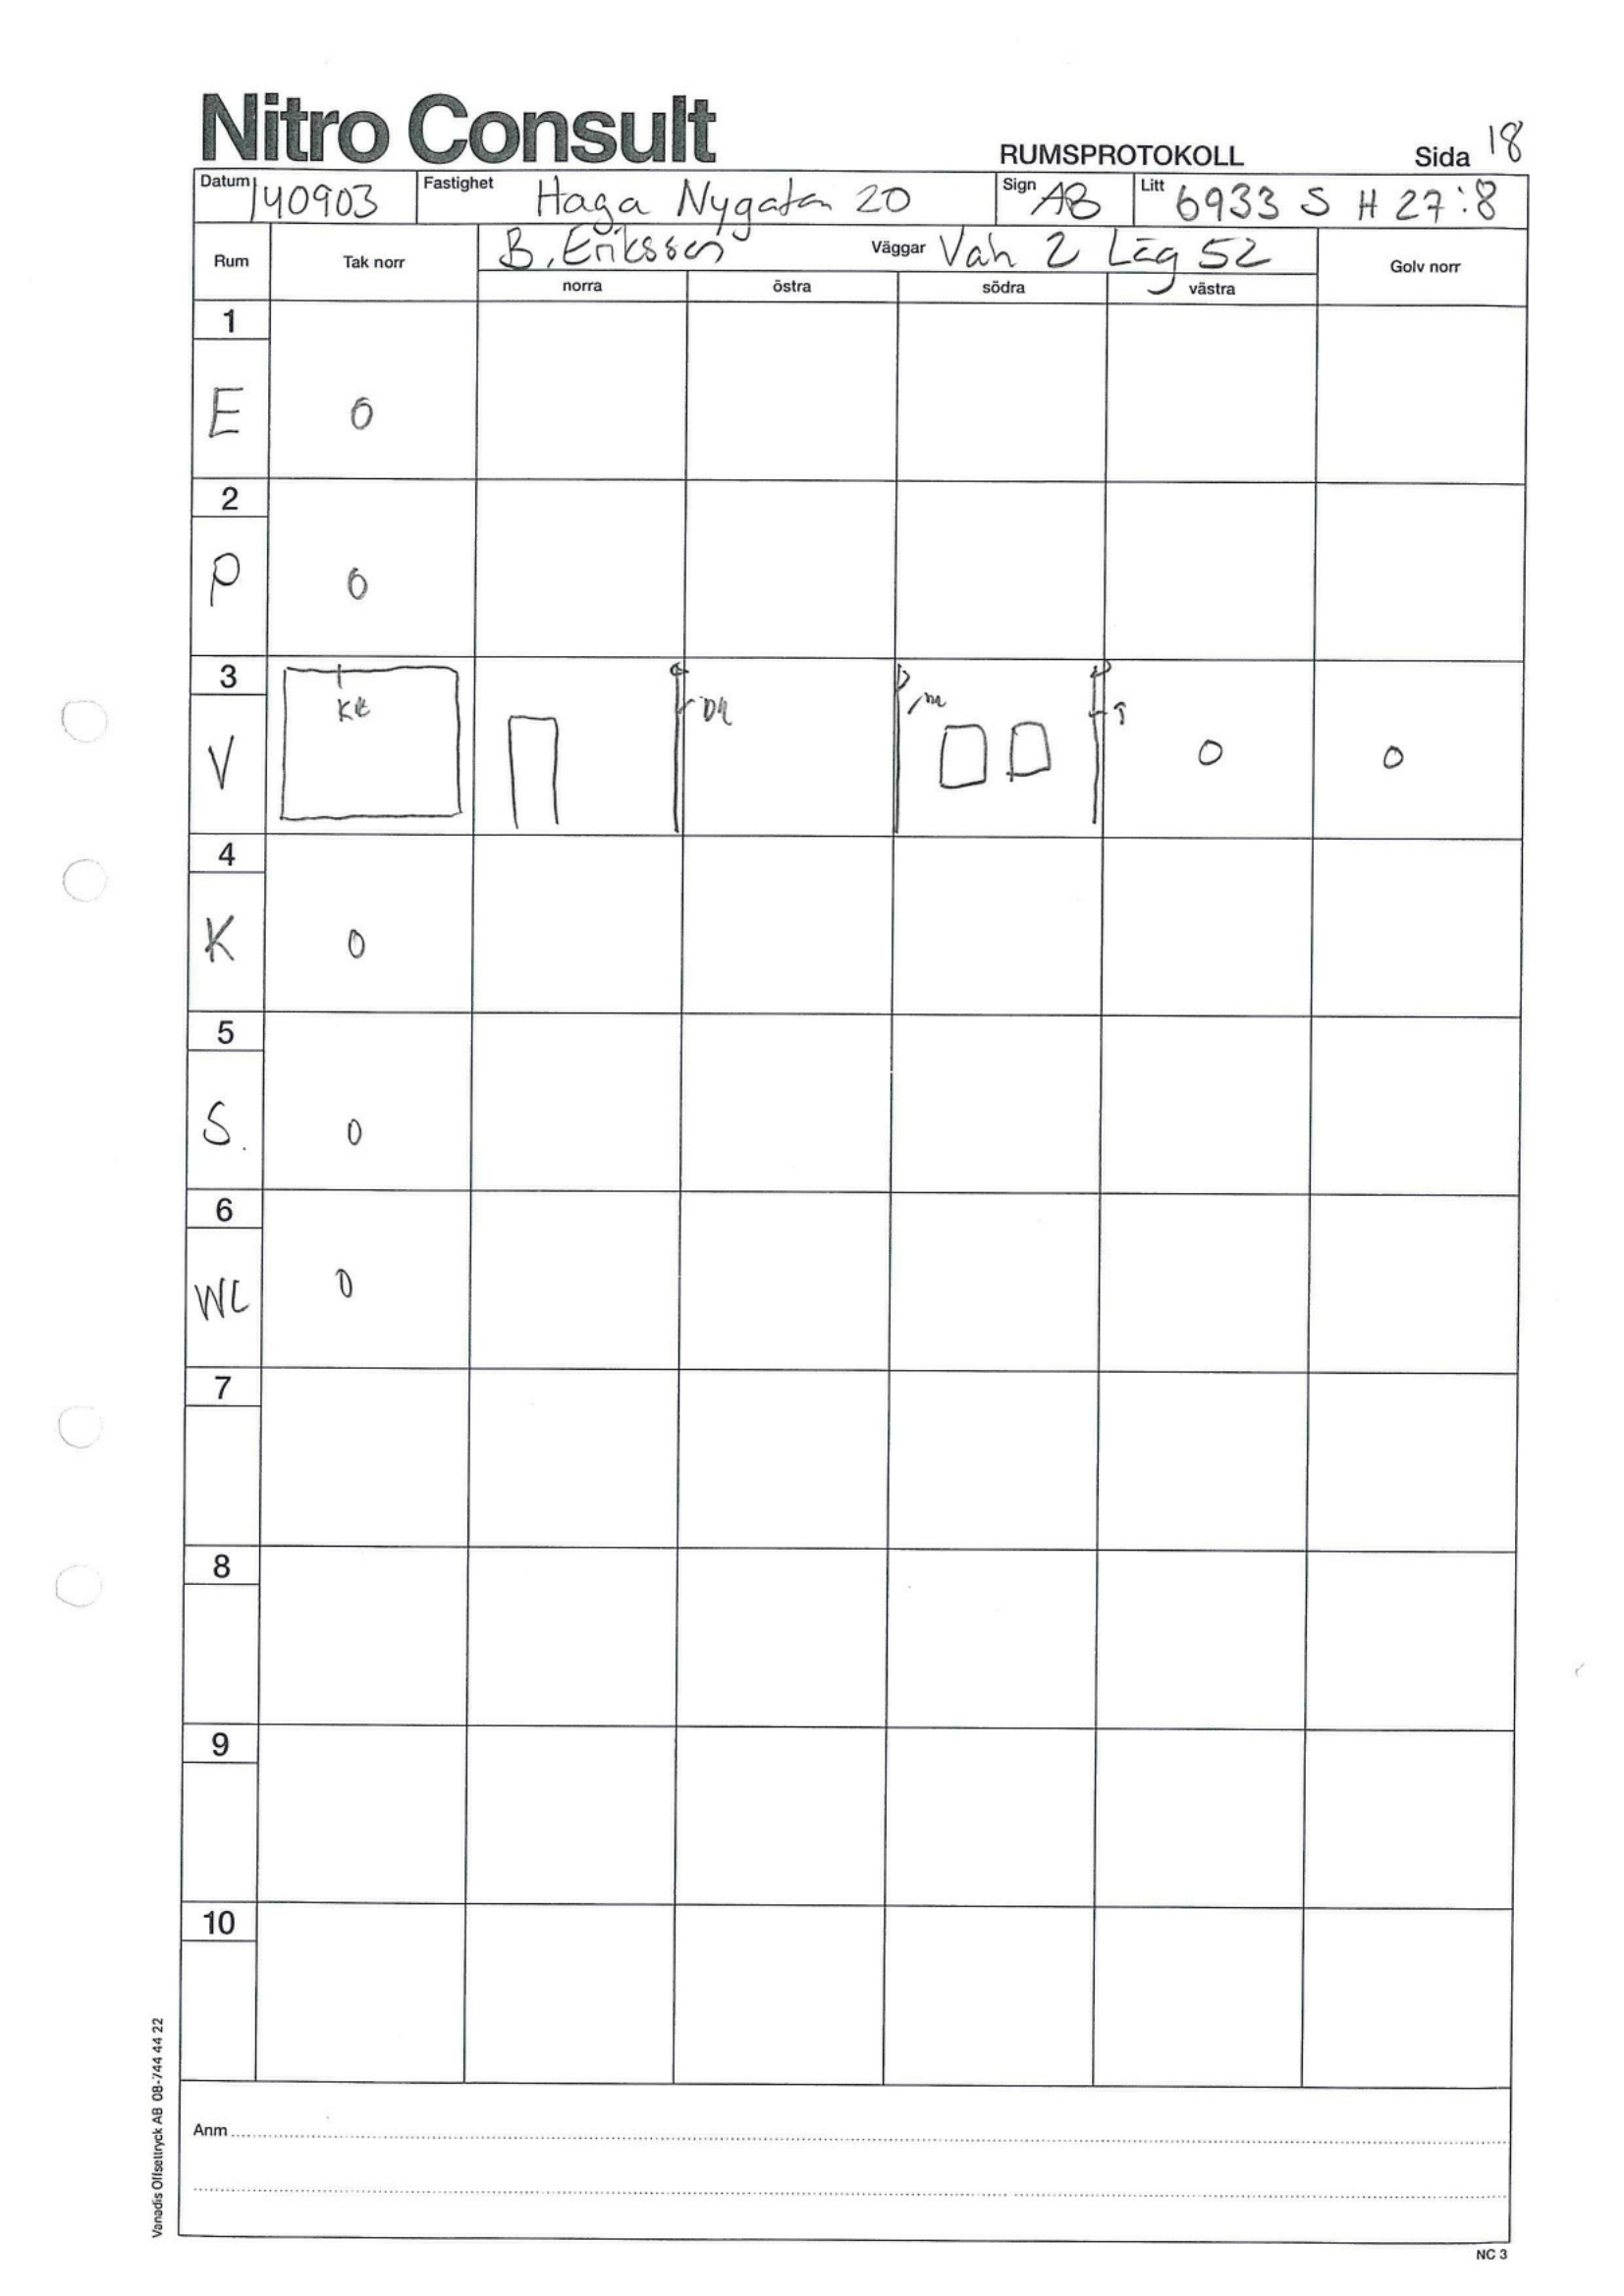 Nitro Consult
RUMSPROTOKOLL Sida 18
Datum 140903 Fastighet Haga Nygatan 20 Sign AB Litt 6933 S H 27:8
B. Eriksson Väggar Vån 2 Läg 52
Rum Tak norr norra östra södra västra Golv norr
1
E 0
2
P 0
3
V 0 0
4
K 0
5
S. 0
6
WC 0
7
8
9
10
Anm
Vanadis Offsettryck AB 08-744 44 22
NC 3